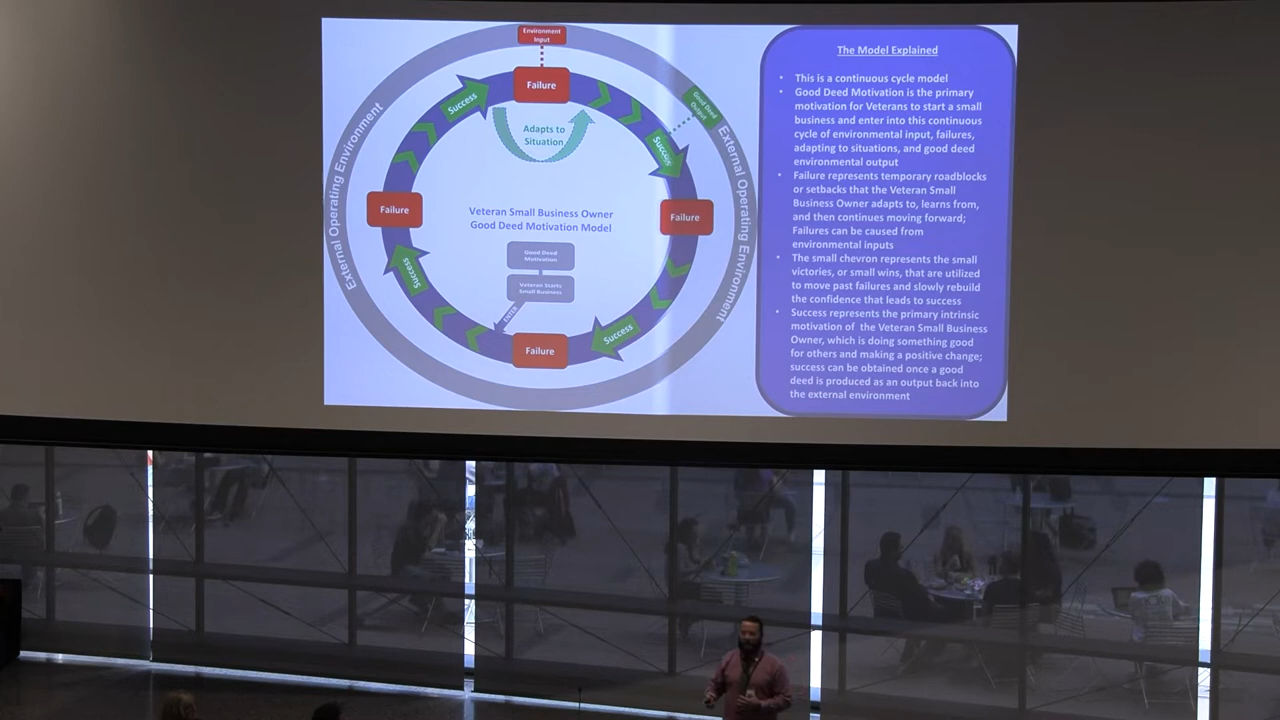 Environment
Input
Failure
Success
Good Deed
Output
Adapts to
Situation
Success
External Operating Environment
External Operating Environment
Failure
Failure
Veteran Small Business Owner
Good Deed Motivation Model
Good Deed
Motivation
Veteran Starts
Small Business
ENTER
Success
Success
Failure
The Model Explained
• This is a continuous cycle model
• Good Deed Motivation is the primary
motivation for Veterans to start a small
business and enter into this continuous
cycle of environmental input, failures,
adapting to situations, and good deed
environmental output
• Failure represents temporary roadblocks
or setbacks that the Veteran Small
Business Owner adapts to, learns from,
and then continues moving forward;
Failures can be caused from
environmental inputs
• The small chevron represents the small
victories, or small wins, that are utilized
to move past failures and slowly rebuild
the confidence that leads to success
• Success represents the primary intrinsic
motivation of the Veteran Small Business
Owner, which is doing something good
for others and making a positive change;
success can be obtained once a good
deed is produced as an output back into
the external environment